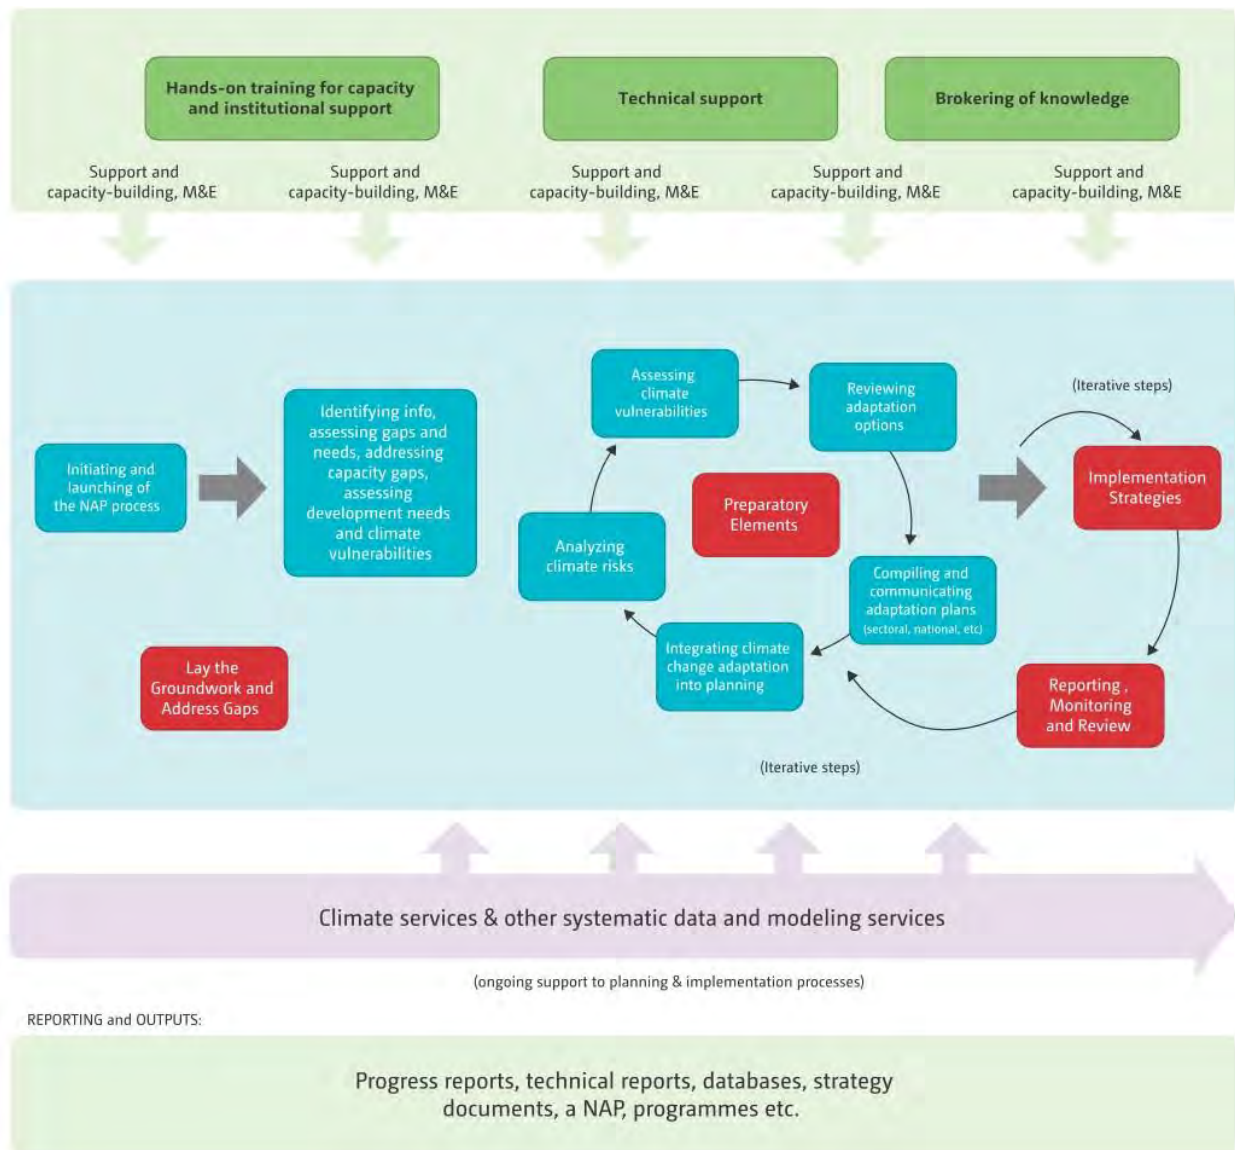 Hands-on training for capacity
and institutional support
Technical support
Brokering of knowledge
Support and
capacity-building, M&E
Support and
capacity-building, M&E
Support and
capacity-building, M&E
Support and
capacity-building, M&E
Support and
capacity-building, M&E
Initiating and
launching of
the NAP process
Identifying info,
assessing gaps and
needs, addressing
capacity gaps,
assessing
development needs
and climate
vulnerabilities
Lay the
Groundwork and
Address Gaps
Assessing
climate
vulnerabilities
Reviewing
adaptation
options
Preparatory
Elements
Analyzing
climate risks
Compiling and
communicating
adaptation plans
(sectoral, national, etc)
Integrating climate
change adaptation
into planning
(Iterative steps)
Implementation
Strategies
Reporting ,
Monitoring
and Review
(Iterative steps)
Climate services & other systematic data and modeling services
(ongoing support to planning & implementation processes)
REPORTING and OUTPUTS:
Progress reports, technical reports, databases, strategy
documents, a NAP, programmes etc.